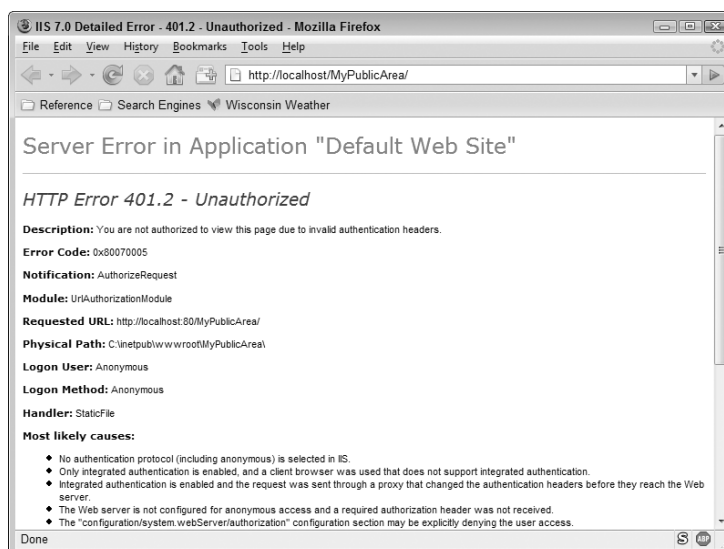 IIS 7.0 Detailed Error - 401.2 - Unauthorized - Mozilla Firefox
File Edit View History Bookmarks Tools Help
http://localhost/MyPublicArea/
Reference Search Engines Wisconsin Weather
Server Error in Application "Default Web Site"
HTTP Error 401.2 - Unauthorized
Description: You are not authorized to view this page due to invalid authentication headers.
Error Code: 0x80070005
Notification: AuthorizeRequest
Module: UrlAuthorizationModule
Requested URL: http://localhost:80/MyPublicArea/
Physical Path: C:\inetpub\wwwroot\MyPublicArea\
Logon User: Anonymous
Logon Method: Anonymous
Handler: StaticFile
Most likely causes:
No authentication protocol (including anonymous) is selected in IIS.
Only integrated authentication is enabled, and a client browser was used that does not support integrated authentication.
Integrated authentication is enabled and the request was sent through a proxy that changed the authentication headers before they reach the Web
server.
The Web server is not configured for anonymous access and a required authorization header was not received.
The "configuration/system.webServer/authorization" configuration section may be explicitly denying the user access.
Done
S ABP